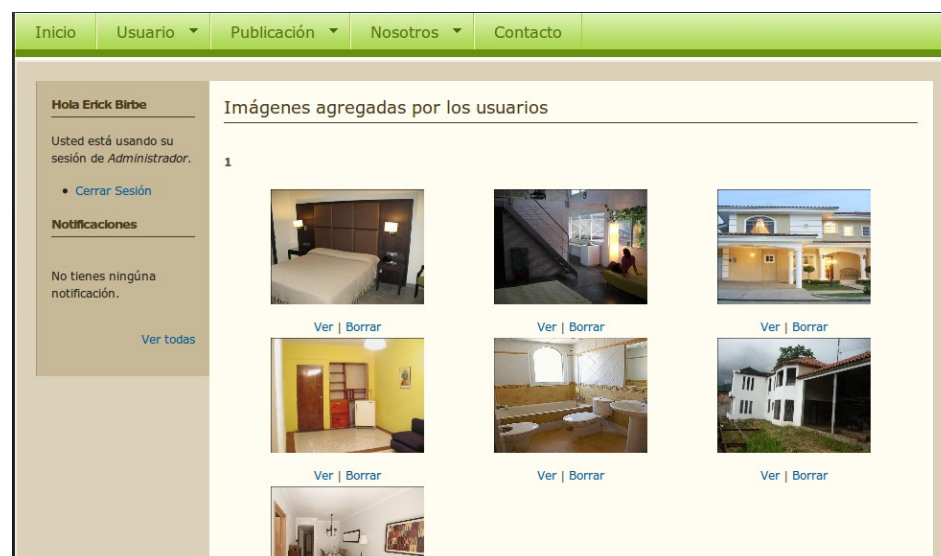 Inicio Usuario Publicación Nosotros Contacto
Hola Erick Birbe
Usted está usando su
sesión de Administrador.
Cerrar Sesión
Notificaciones
No tienes ningúna
notificación.
Ver todas
Imágenes agregadas por los usuarios
1
Ver | Borrar Ver | Borrar Ver | Borrar
Ver | Borrar Ver | Borrar Ver | Borrar